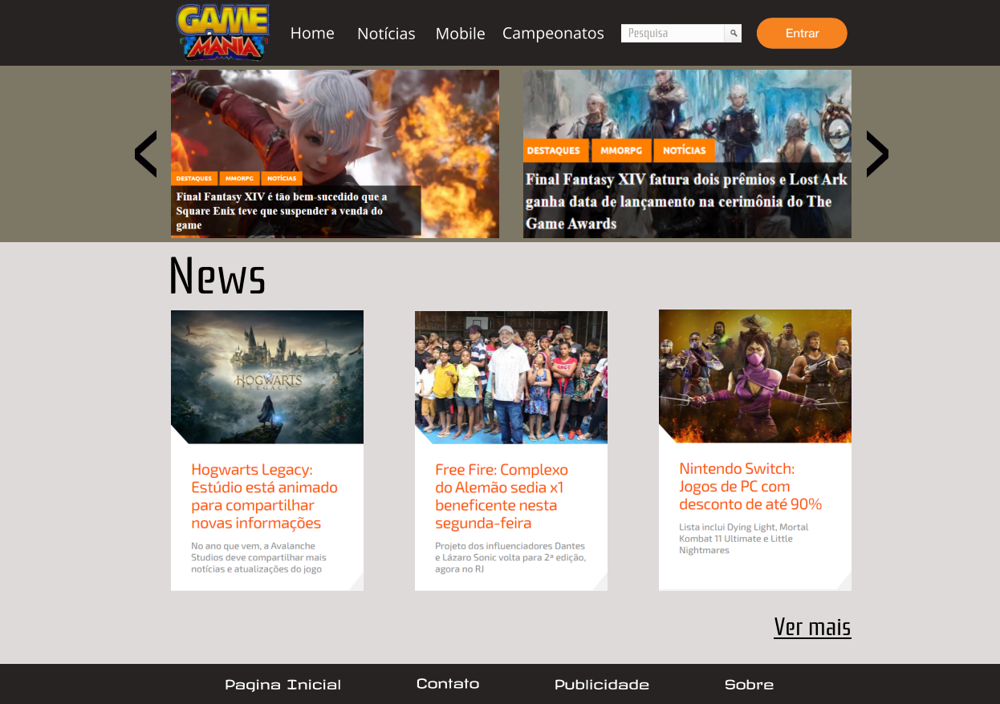 GAME
MANIA
Home
Notícias
Mobile
Campeonatos
Pesquisa
Entrar
<
DESTAQUES
MMORPG
NOTÍCIAS
Final Fantasy XIV é tão bem-sucedido que a
Square Enix teve que suspender a venda do
game
DESTAQUES
MMORPG
NOTÍCIAS
Final Fantasy XIV fatura dois prêmios e Lost Ark
ganha data de lançamento na cerimônia do The
Game Awards
>
News
HOGWARTS
LEGACY
Hogwarts Legacy:
Estúdio está animado
para compartilhar
novas informações
No ano que vem, a Avalanche
Studios deve compartilhar mais
notícias e atualizações do jogo
Free Fire: Complexo
do Alemão sedia x1
beneficente nesta
segunda-feira
Projeto dos influenciadores Dantes
e Lázaro Sonic volta para 2ª edição,
agora no RJ
Nintendo Switch:
Jogos de PC com
desconto de até 90%
Lista inclui Dying Light, Mortal
Kombat 11 Ultimate e Little
Nightmares
Ver mais
Pagina Inicial
Contato
Publicidade
Sobre